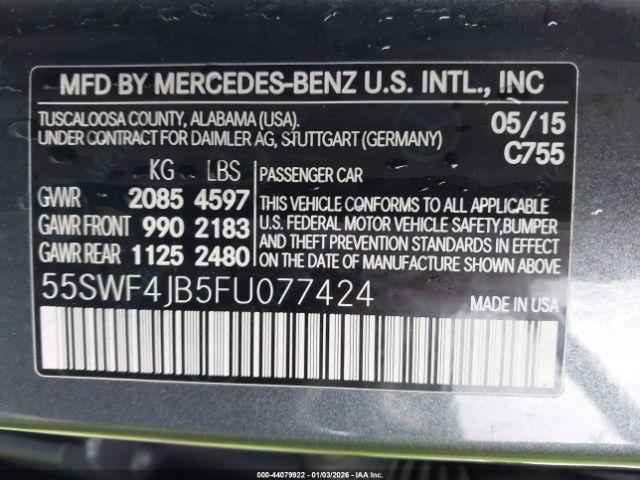 MFD BY MERCEDES-BENZ U.S. INTL., INC
TUSCALOOSA COUNTY, ALABAMA (USA). 05/15
UNDER CONTRACT FOR DAIMLER AG, STUTTGART (GERMANY) C755
KG LBS PASSENGER CAR
GVWR 2085 4597 THIS VEHICLE CONFORMS TO ALL APPLICABLE
GAWR FRONT 990 2183 U.S. FEDERAL MOTOR VEHICLE SAFETY,BUMPER
AND THEFT PREVENTION STANDARDS IN EFFECT
GAWR REAR 1125 2480 ON THE DATE OF MANUFACTURE SHOWN ABOVE.
55SWF4JB5FU077424 MADE IN USA
000-44079922 - 01/03/2026 - IAA Inc.